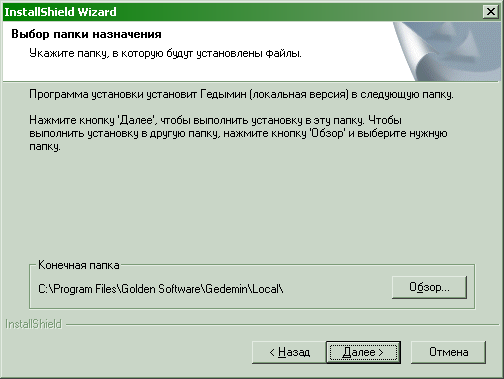 InstallShield Wizard
Выбор папки назначения
Укажите папку, в которую будут установлены файлы.
Программа установки установит Гедымин (локальная версия) в следующую папку.
Нажмите кнопку 'Далее', чтобы выполнить установку в эту папку. Чтобы
выполнить установку в другую папку, нажмите кнопку 'Обзор' и выберите нужную
папку.
Конечная папка
C:\Program Files\Golden Software\Gedemin\Local\
Обзор...
InstallShield
< Назад
Далее >
Отмена